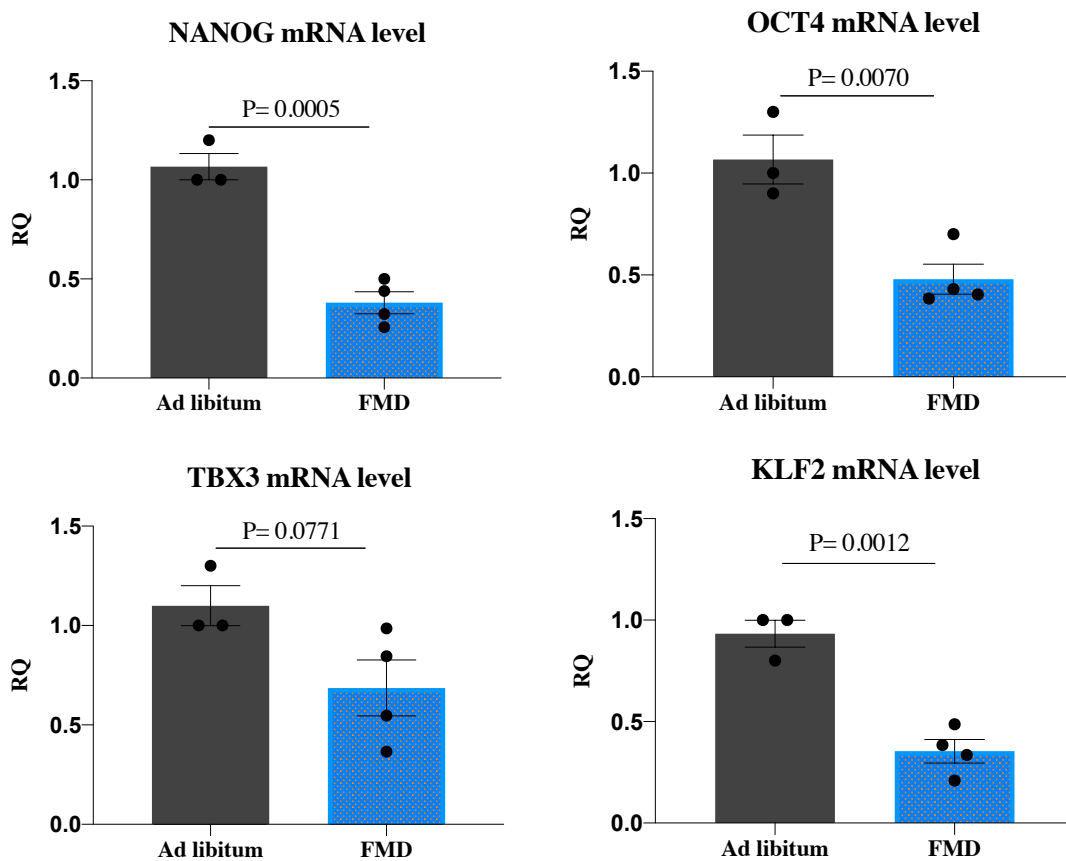 NANOG mRNA level
1.5
P= 0.0005
1.0
RQ
0.5
0.0
Ad libitum
FMD
OCT4 mRNA level
1.5
P= 0.0070
1.0
RQ
0.5
0.0
Ad libitum
FMD
TBX3 mRNA level
1.5
P= 0.0771
1.0
RQ
0.5
0.0
Ad libitum
FMD
KLF2 mRNA level
1.5
P= 0.0012
1.0
RQ
0.5
0.0
Ad libitum
FMD